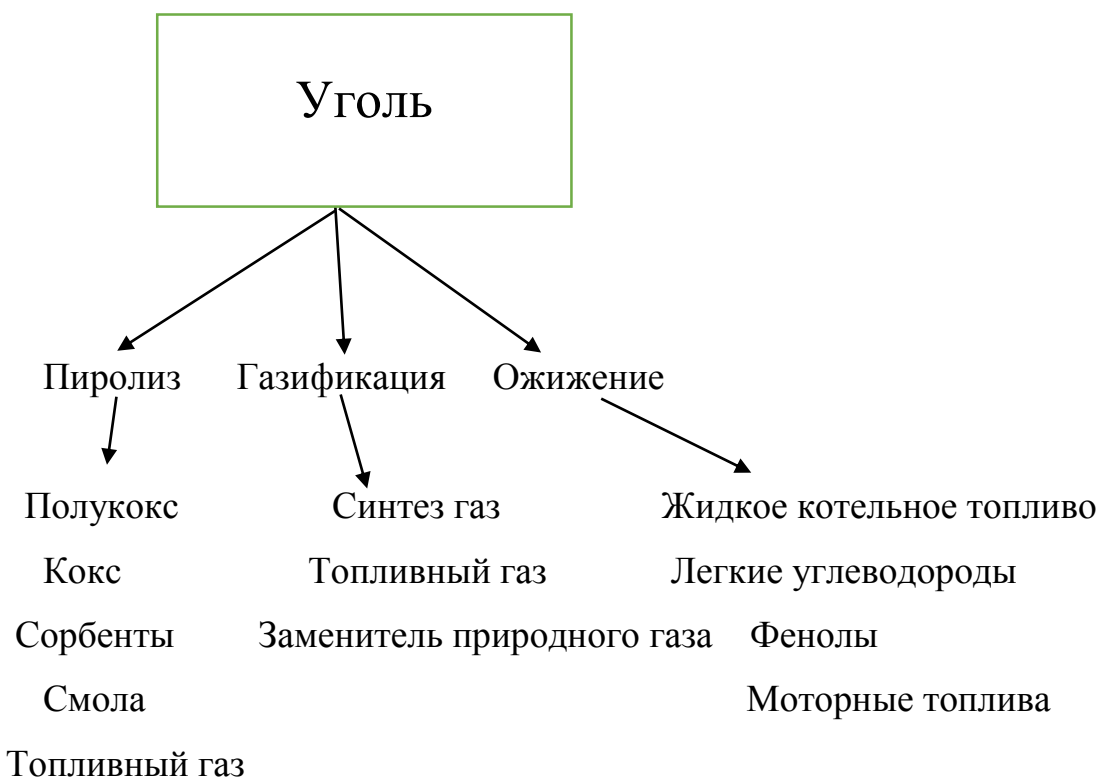 Уголь
Пиролиз Газификация Ожижение
Полукокс Синтез газ Жидкое котельное топливо
Кокс Топливный газ Легкие углеводороды
Сорбенты Заменитель природного газа Фенолы
Смола Моторные топлива
Топливный газ